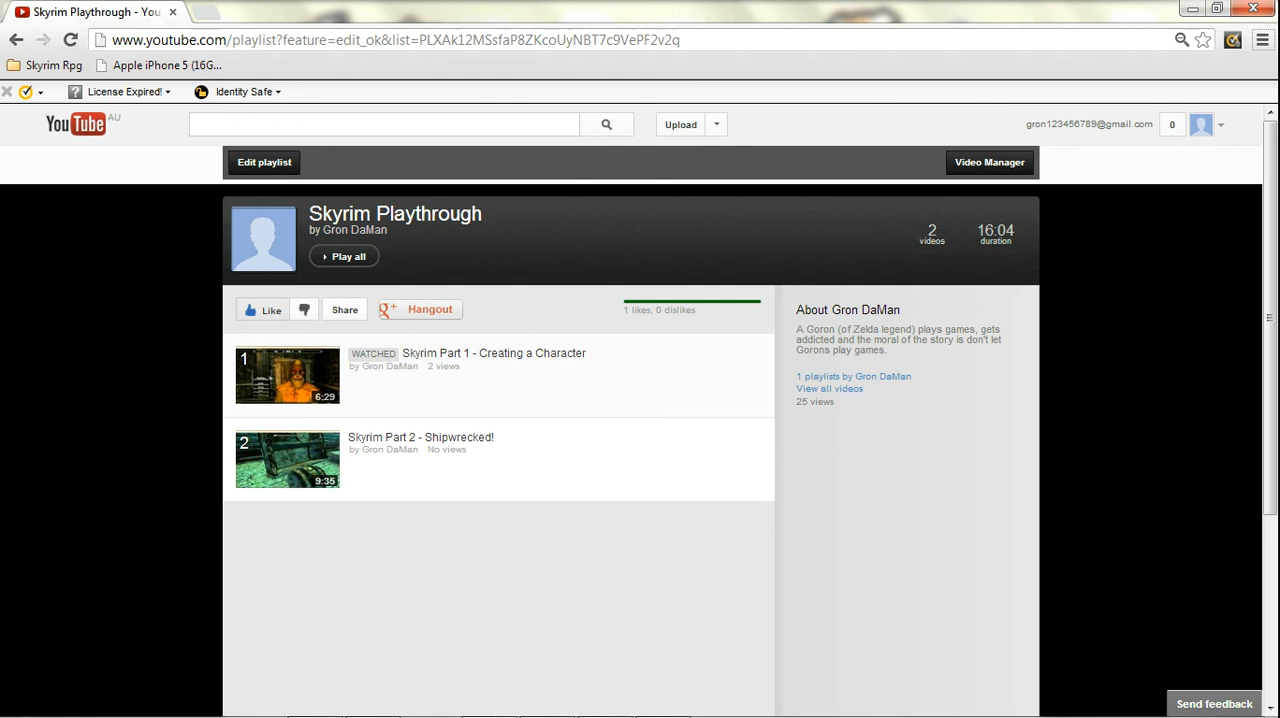 Skyrim Playthrough - You
www.youtube.com/playlist?feature=edit_ok&list=PLXAk12MSsfaP8ZKcqblyNBT7c9VePF2v2q
Skyrim Rpg
Apple iPhone 5 (16G...
License Expired!
Identity Safe
YouTube AU
Upload
gron123456789@gmail.com
0
Edit playlist
Video Manager
Skyrim Playthrough
by Gron DaMan
Play all
2
videos
16:04
duration
Like
Share
g+ Hangout
1 likes, 0 dislikes
1
6:29
WATCHED Skyrim Part 1 - Creating a Character
by Gron DaMan 2 views
2
9:35
Skyrim Part 2 - Shipwrecked!
by Gron DaMan No views
About Gron DaMan
A Goron (of Zelda legend) plays games, gets
addicted and the moral of the story is don't let
Gorons play games.
1 playlists by Gron DaMan
View all videos
25 views
Send feedback